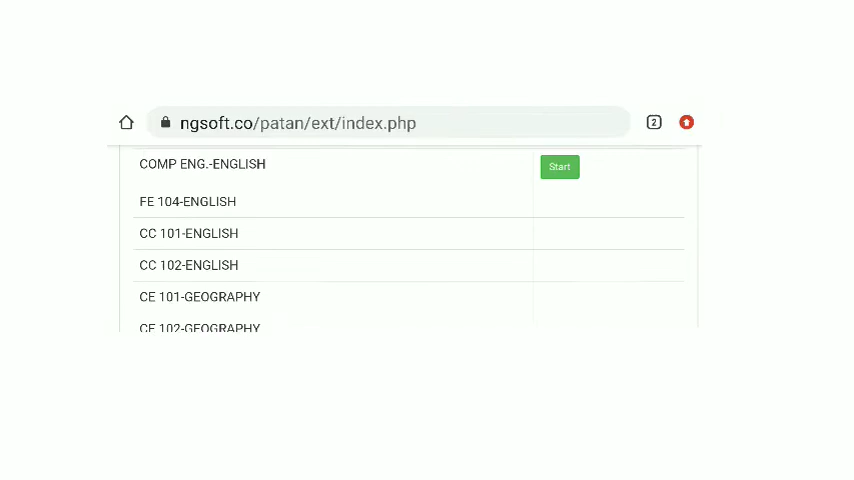 ngsoft.co/patan/ext/index.php
2
COMP ENG.-ENGLISH
Start
FE 104-ENGLISH
CC 101-ENGLISH
CC 102-ENGLISH
CE 101-GEOGRAPHY
CE 102-GEOGRAPHY